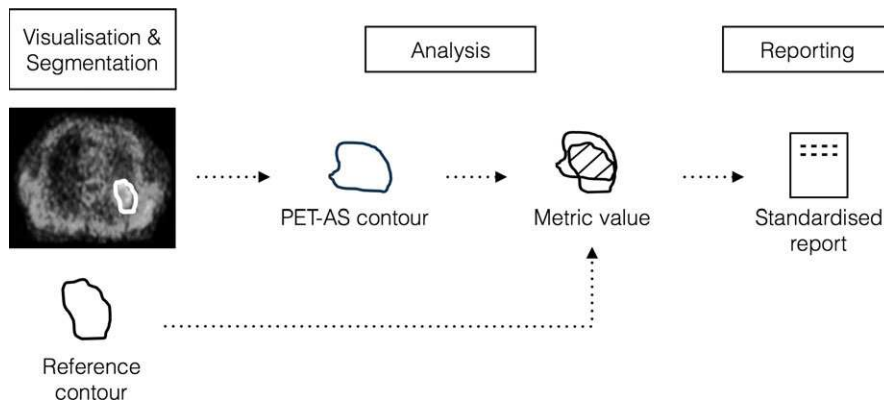 Visualisation &
Segmentation
Analysis
Reporting
PET-AS contour
Metric value
Standardised
report
Reference
contour